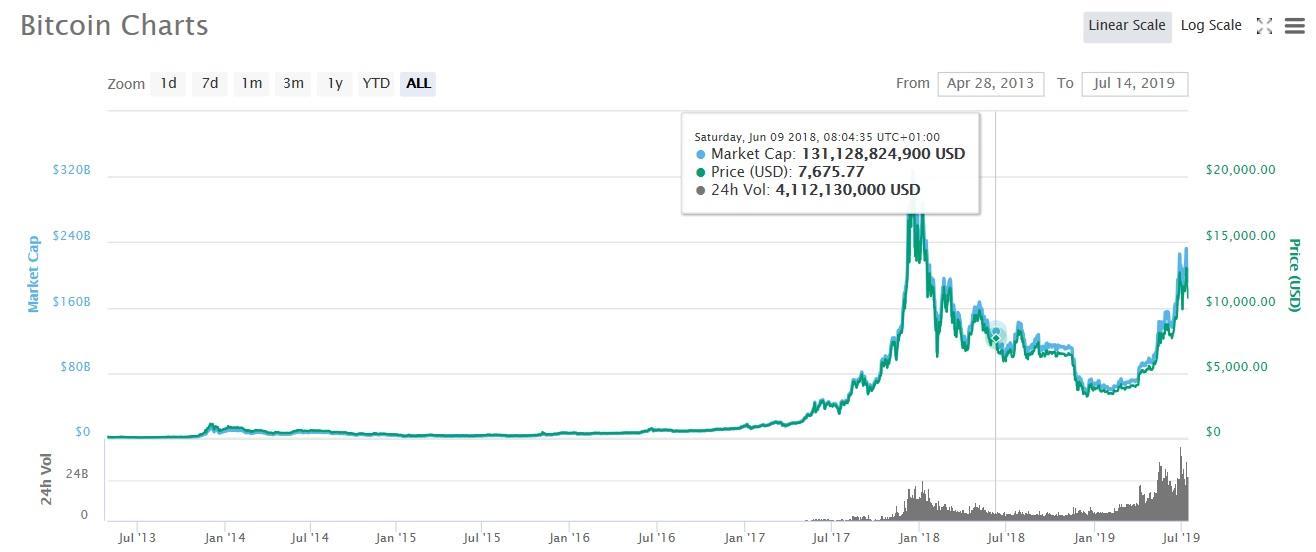 Bitcoin Charts
Linear Scale Log Scale
Zoom 1d 7d 1m 3m 1y YTD ALL
From Apr 28, 2013 To Jul 14, 2019
Saturday, Jun 09 2018, 08:04:35 UTC+01:00
Market Cap: 131,128,824,900 USD
Price (USD): 7,675.77
24h Vol: 4,112,130,000 USD
$320B
$240B
$160B
$80B
$0
Market Cap
$20,000.00
$15,000.00
$10,000.00
$5,000.00
$0
Price (USD)
24h Vol
24B
0
Jul '13 Jan '14 Jul '14 Jan '15 Jul '15 Jan '16 Jul '16 Jan '17 Jul '17 Jan '18 Jul '18 Jan '19 Jul '19